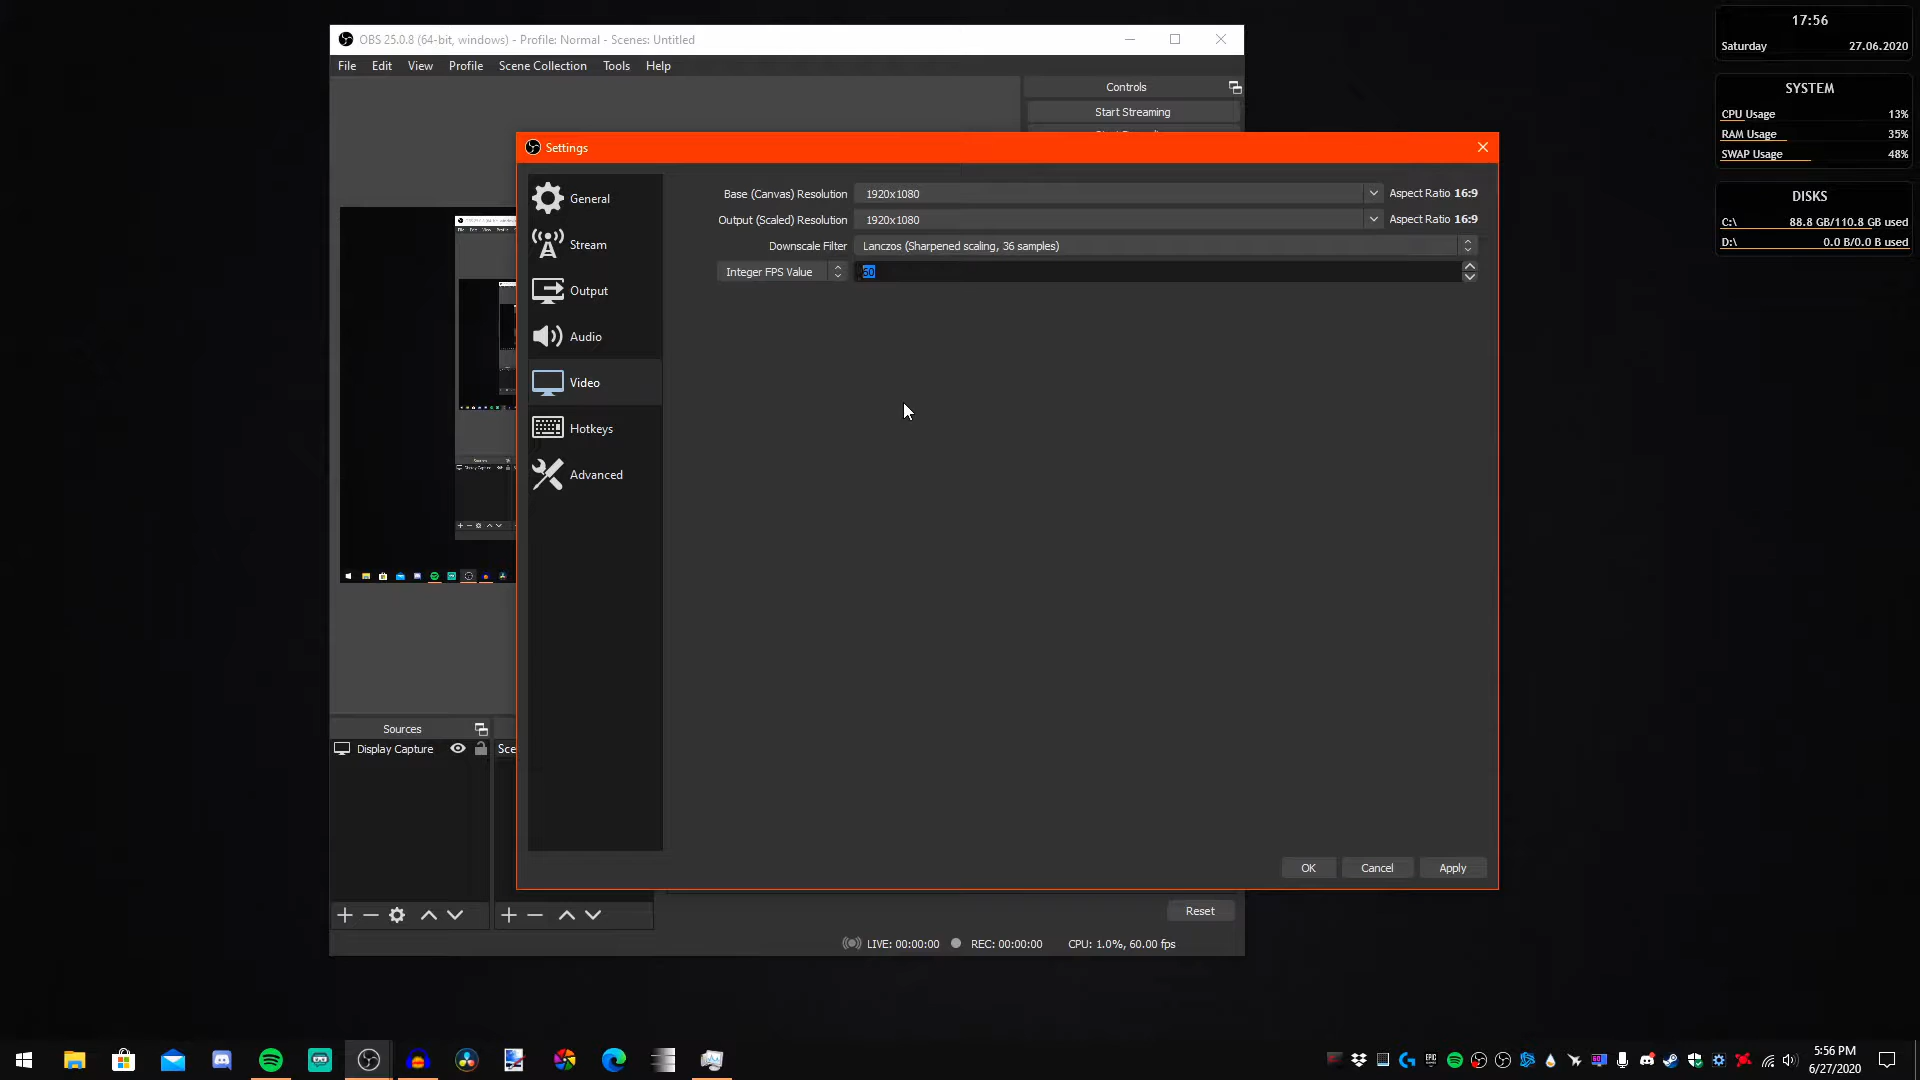 OBS 25.0.8 (64-bit, windows) - Profile: Normal - Scenes: Untitled
File Edit View Profile Scene Collection Tools Help
Controls
Start Streaming
Settings
General
Stream
Output
Audio
Video
Hotkeys
Advanced
Base (Canvas) Resolution 1920x1080 Aspect Ratio 16:9
Output (Scaled) Resolution 1920x1080 Aspect Ratio 16:9
Downscale Filter Lanczos (Sharpened scaling, 36 samples)
Integer FPS Value 60
OK Cancel Apply
Sources
Display Capture
Sce
Reset
LIVE: 00:00:00 REC: 00:00:00 CPU: 1.0%, 60.00 fps
17:56
Saturday 27.06.2020
SYSTEM
CPU Usage 13%
RAM Usage 35%
SWAP Usage 48%
DISKS
C:\ 88.8 GB/110.8 GB used
D:\ 0.0 B/0.0 B used
5:56 PM
6/27/2020